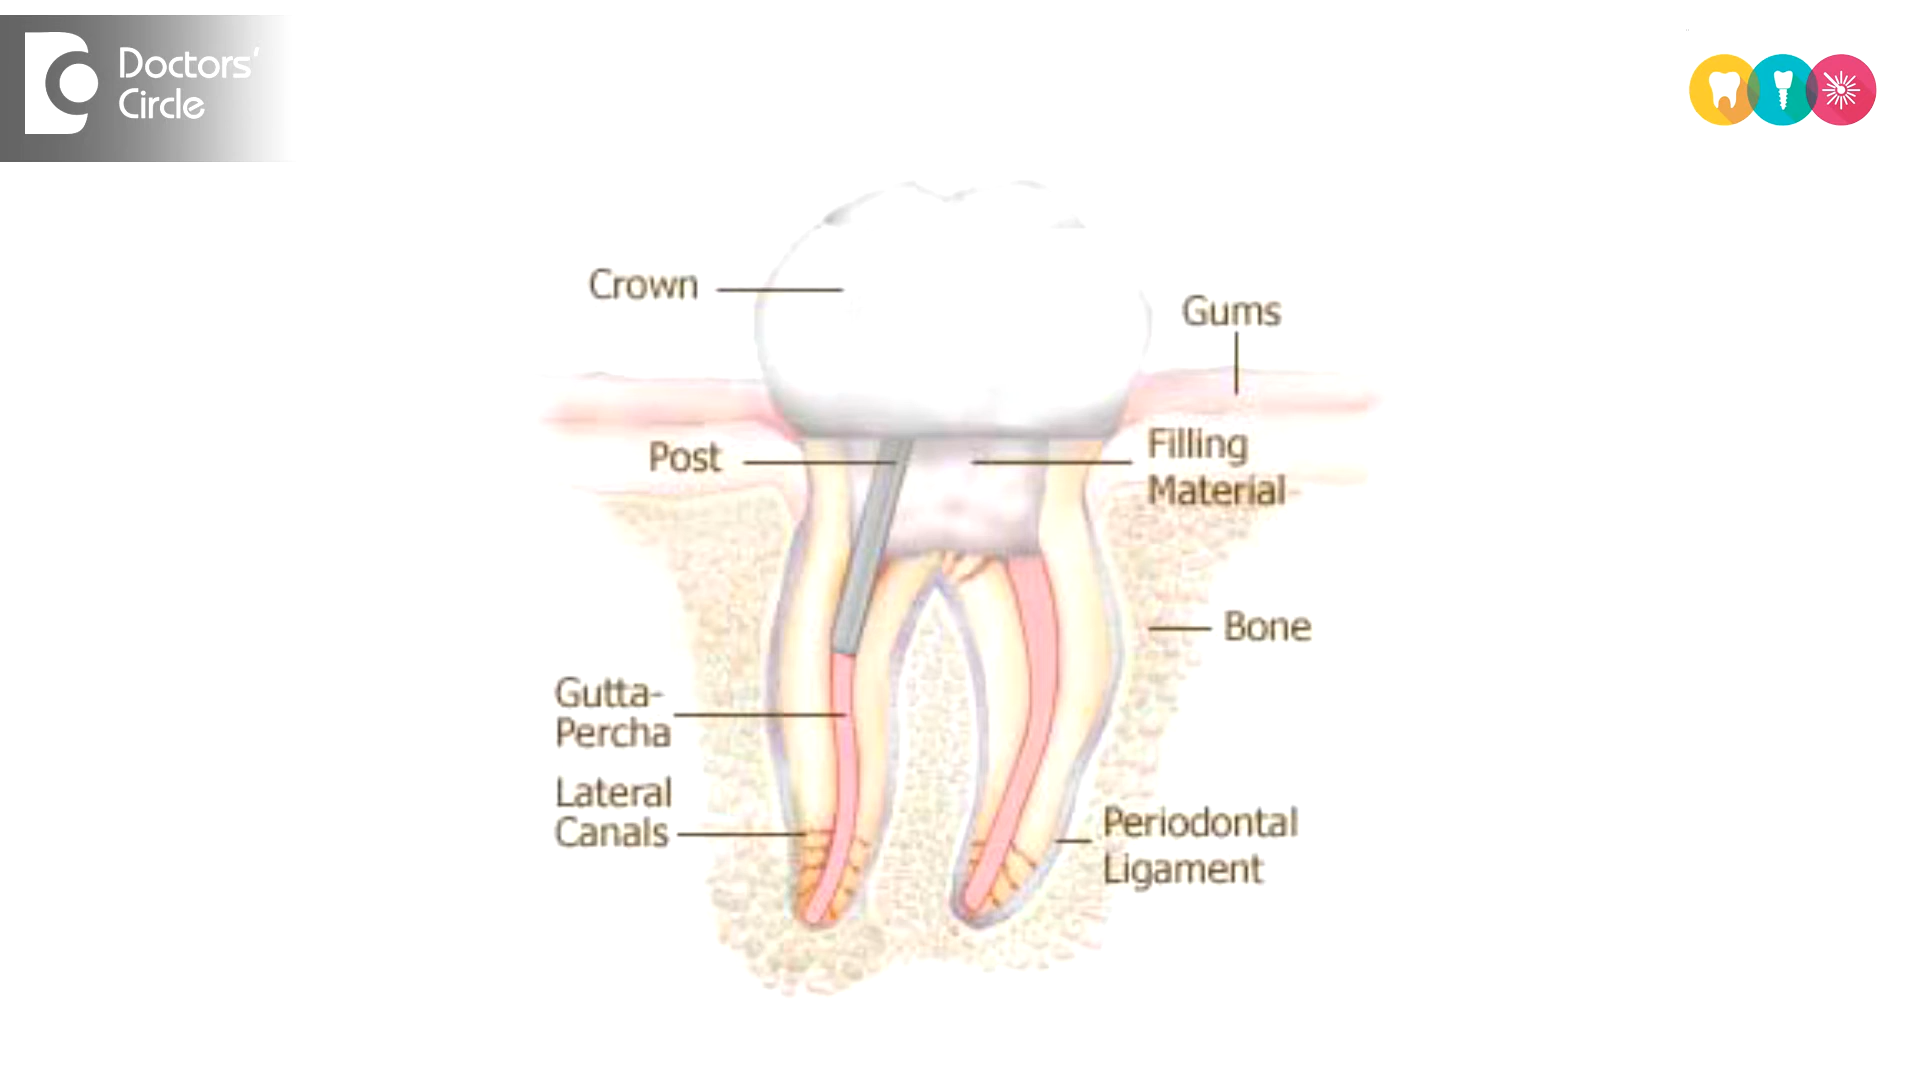 Doctors'
Circle
Crown
Gums
Post
Filling
Material
Bone
Gutta-
Percha
Lateral
Canals
Periodontal
Ligament